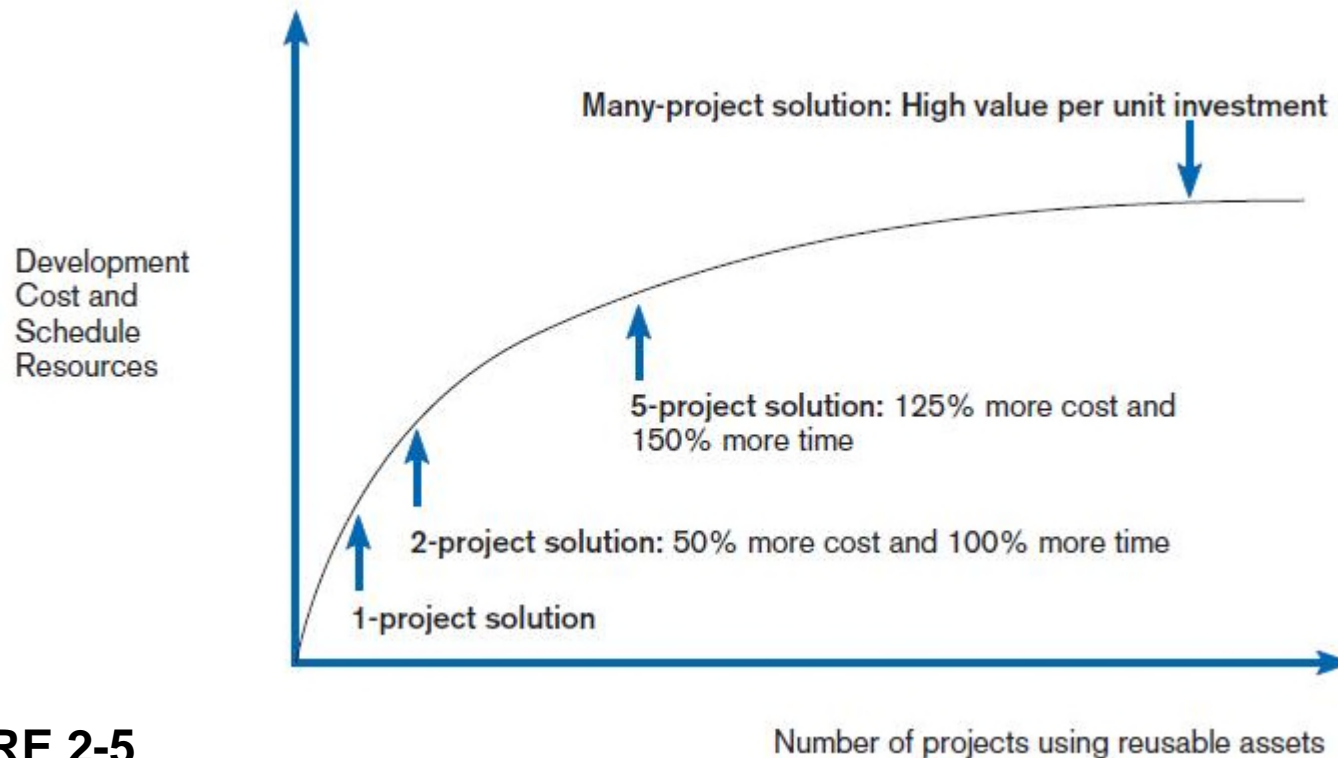 Many-project solution: High value per unit investment
Development
Cost and
Schedule
Resources
5-project solution: 125% more cost and
150% more time
2-project solution: 50% more cost and 100% more time
1-project solution
Number of projects using reusable assets
RE 2-5